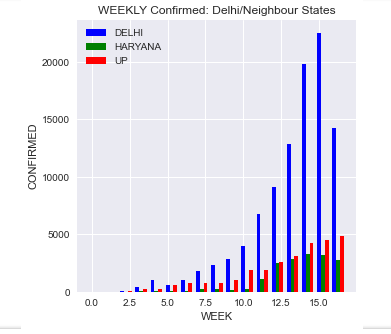 WEEKLY Confirmed: Delhi/Neighbour States
DELHI
HARYANA
UP
CONFIRMED
20000
15000
10000
5000
0
0.0 2.5 5.0 7.5 10.0 12.5 15.0
WEEK